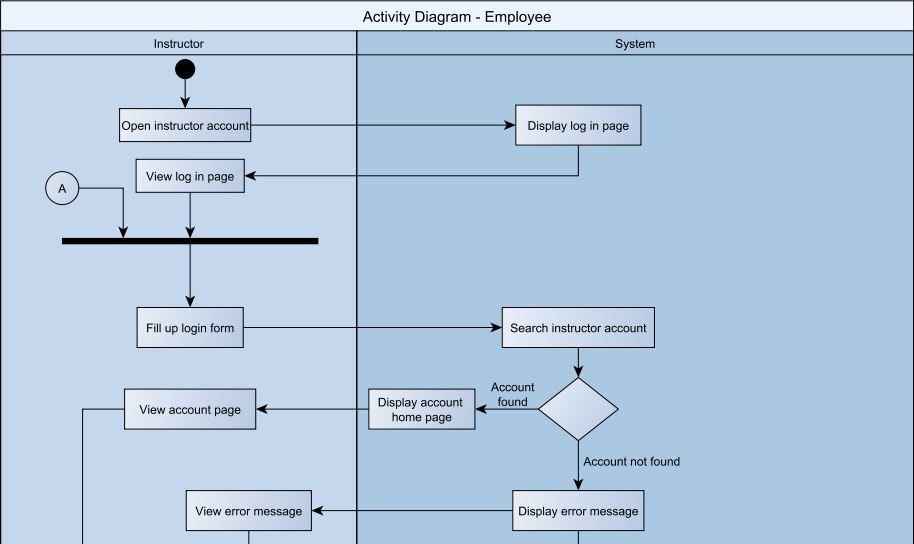 Activity Diagram - Employee
Instructor
System
Open instructor account
Display log in page
View log in page
A
Fill up login form
Search instructor account
Account
found
View account page
Display account
home page
Account not found
View error message
Display error message